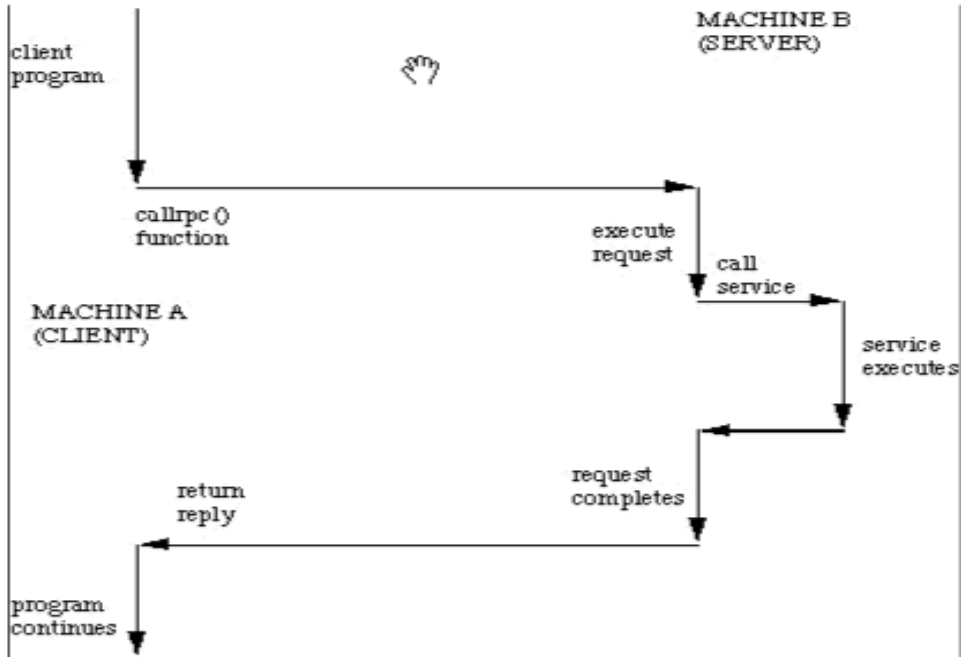 MACHINE B
(SERVER)
client
program
callrpc()
function
execute
request
call
service
MACHINE A
(CLIENT)
service
executes
request
completes
return
reply
program
continues